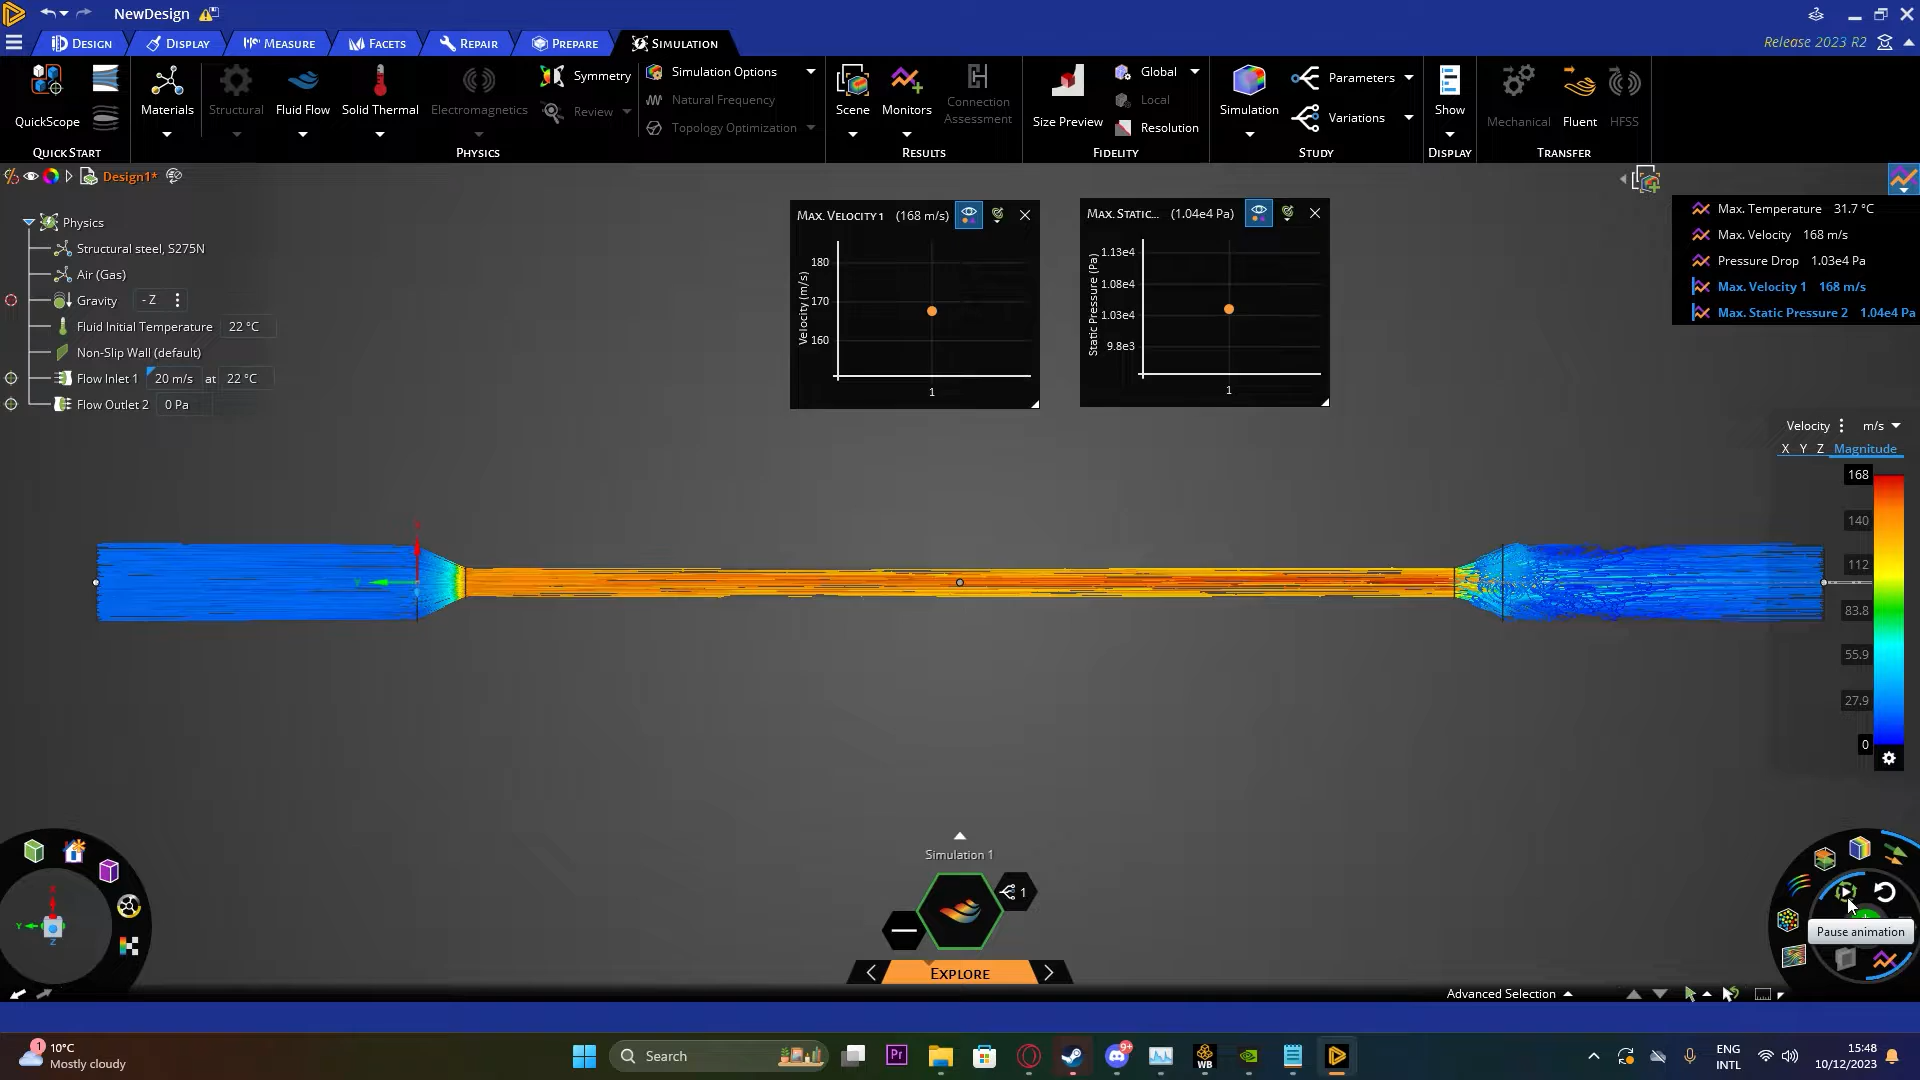 NewDesign
DESIGN
DISPLAY
MEASURE
FACETS
REPAIR
PREPARE
SIMULATION
Release 2023 R2
QuickScope
Materials
Structural
Fluid Flow
Solid Thermal
Electromagnetics
Symmetry
Review
Simulation Options
Natural Frequency
Topology Optimization
Scene
Monitors
Connection
Assessment
Size Preview
Global
Local
Resolution
Simulation
Parameters
Variations
Show
Mechanical
Fluent
HFSS
QUICK START
PHYSICS
RESULTS
FIDELITY
STUDY
DISPLAY
TRANSFER
Design1*
Physics
Structural steel, S275N
Air (Gas)
Gravity - Z
Fluid Initial Temperature 22 °C
Non-Slip Wall (default)
Flow Inlet 1 20 m/s at 22 °C
Flow Outlet 2 0 Pa
MAX. VELOCITY 1 (168 m/s)
Velocity (m/s)
180
170
160
1
MAX. STATIC... (1.04e4 Pa)
Static Pressure (Pa)
1.13e4
1.08e4
1.03e4
9.8e3
1
Max. Temperature 31.7 °C
Max. Velocity 168 m/s
Pressure Drop 1.03e4 Pa
Max. Velocity 1 168 m/s
Max. Static Pressure 2 1.04e4 Pa
Velocity m/s
X Y Z Magnitude
168
140
112
83.8
55.9
27.9
0
X
Y
Simulation 1
1
EXPLORE
X
Y
Z
Pause animation
Advanced Selection
1
10°C
Mostly cloudy
Search
Pr
9+
WB
ENG
INTL
15:48
10/12/2023